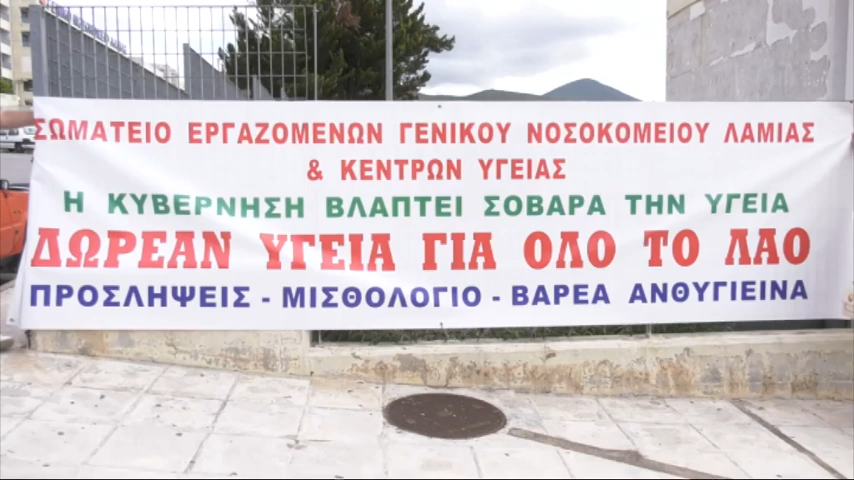 ΣΩΜΑΤΕΙΟ ΕΡΓΑΖΟΜΕΝΩΝ ΓΕΝΙΚΟΥ ΝΟΣΟΚΟΜΕΙΟΥ ΛΑΜΙΑΣ
& ΚΕΝΤΡΩΝ ΥΓΕΙΑΣ
Η ΚΥΒΕΡΝΗΣΗ ΒΛΑΠΤΕΙ ΣΟΒΑΡΑ ΤΗΝ ΥΓΕΙΑ
ΔΩΡΕΑΝ ΥΓΕΙΑ ΓΙΑ ΟΛΟ ΤΟ ΛΑΟ
ΠΡΟΣΛΗΨΕΙΣ - ΜΙΣΘΟΛΟΓΙΟ - ΒΑΡΕΑ ΑΝΘΥΓΙΕΙΝΑ